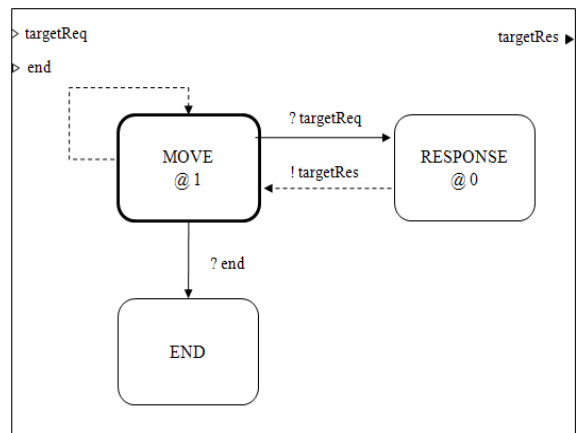 targetReq
targetRes
end
? targetReq
MOVE
@ 1
RESPONSE
@ 0
! targetRes
? end
END